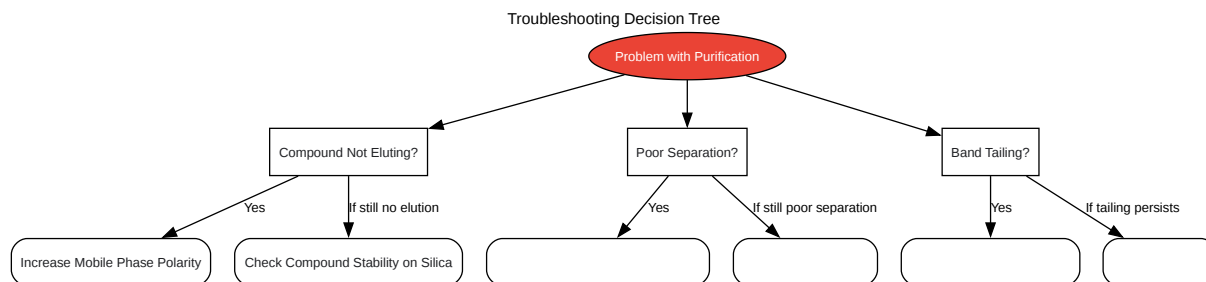 Troubleshooting Decision Tree
Problem with Purification
Compound Not Eluting?
Poor Separation?
Band Tailing?
Yes
If still no elution
Yes
If still poor separation
Yes
If tailing persists
Increase Mobile Phase Polarity
Check Compound Stability on Silica